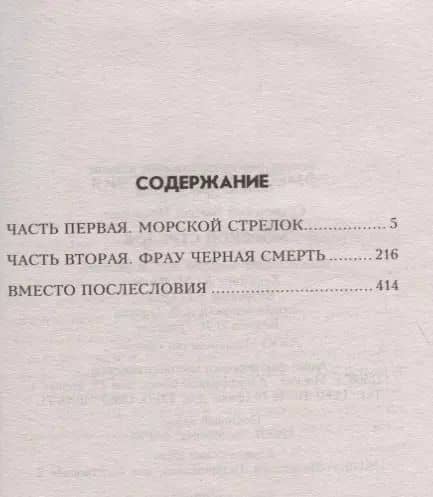 СОДЕРЖАНИЕ
ЧАСТЬ ПЕРВАЯ. МОРСКОЙ СТРЕЛОК................. 5
ЧАСТЬ ВТОРАЯ. ФРАУ ЧЕРНАЯ СМЕРТЬ ......... 216
ВМЕСТО ПОСЛЕСЛОВИЯ ................................. 414